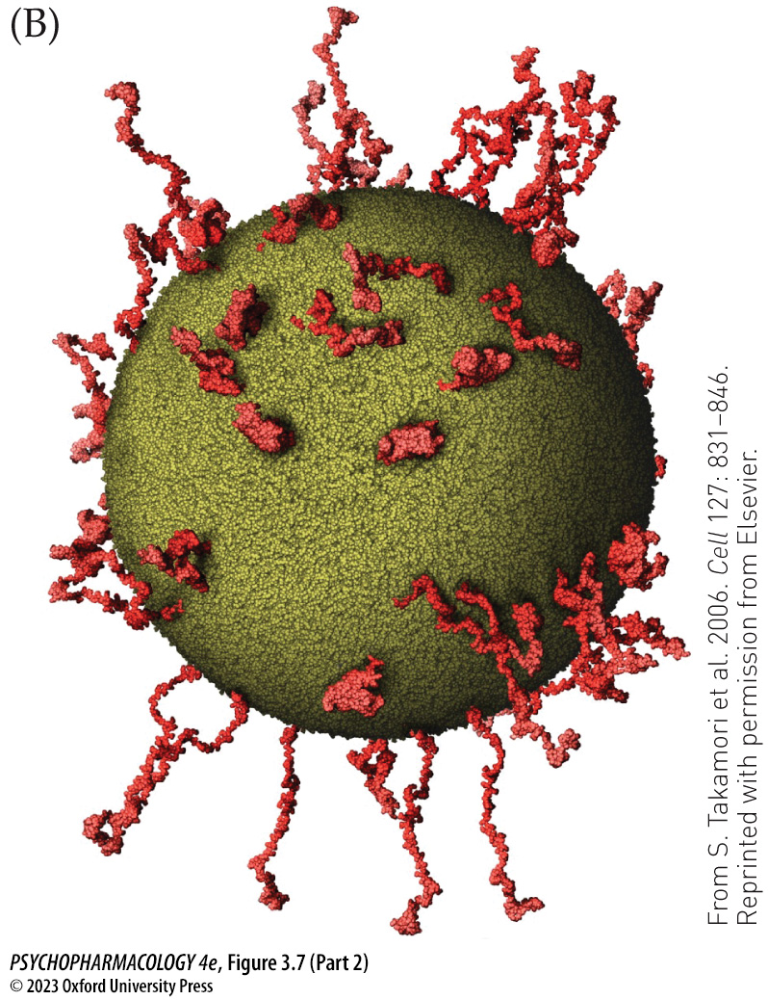 (B)
From S. Takamori et al. 2006. Cell 127: 831–846.
Reprinted with permission from Elsevier.
PSYCHOPHARMACOLOGY 4e, Figure 3.7 (Part 2)
© 2023 Oxford University Press